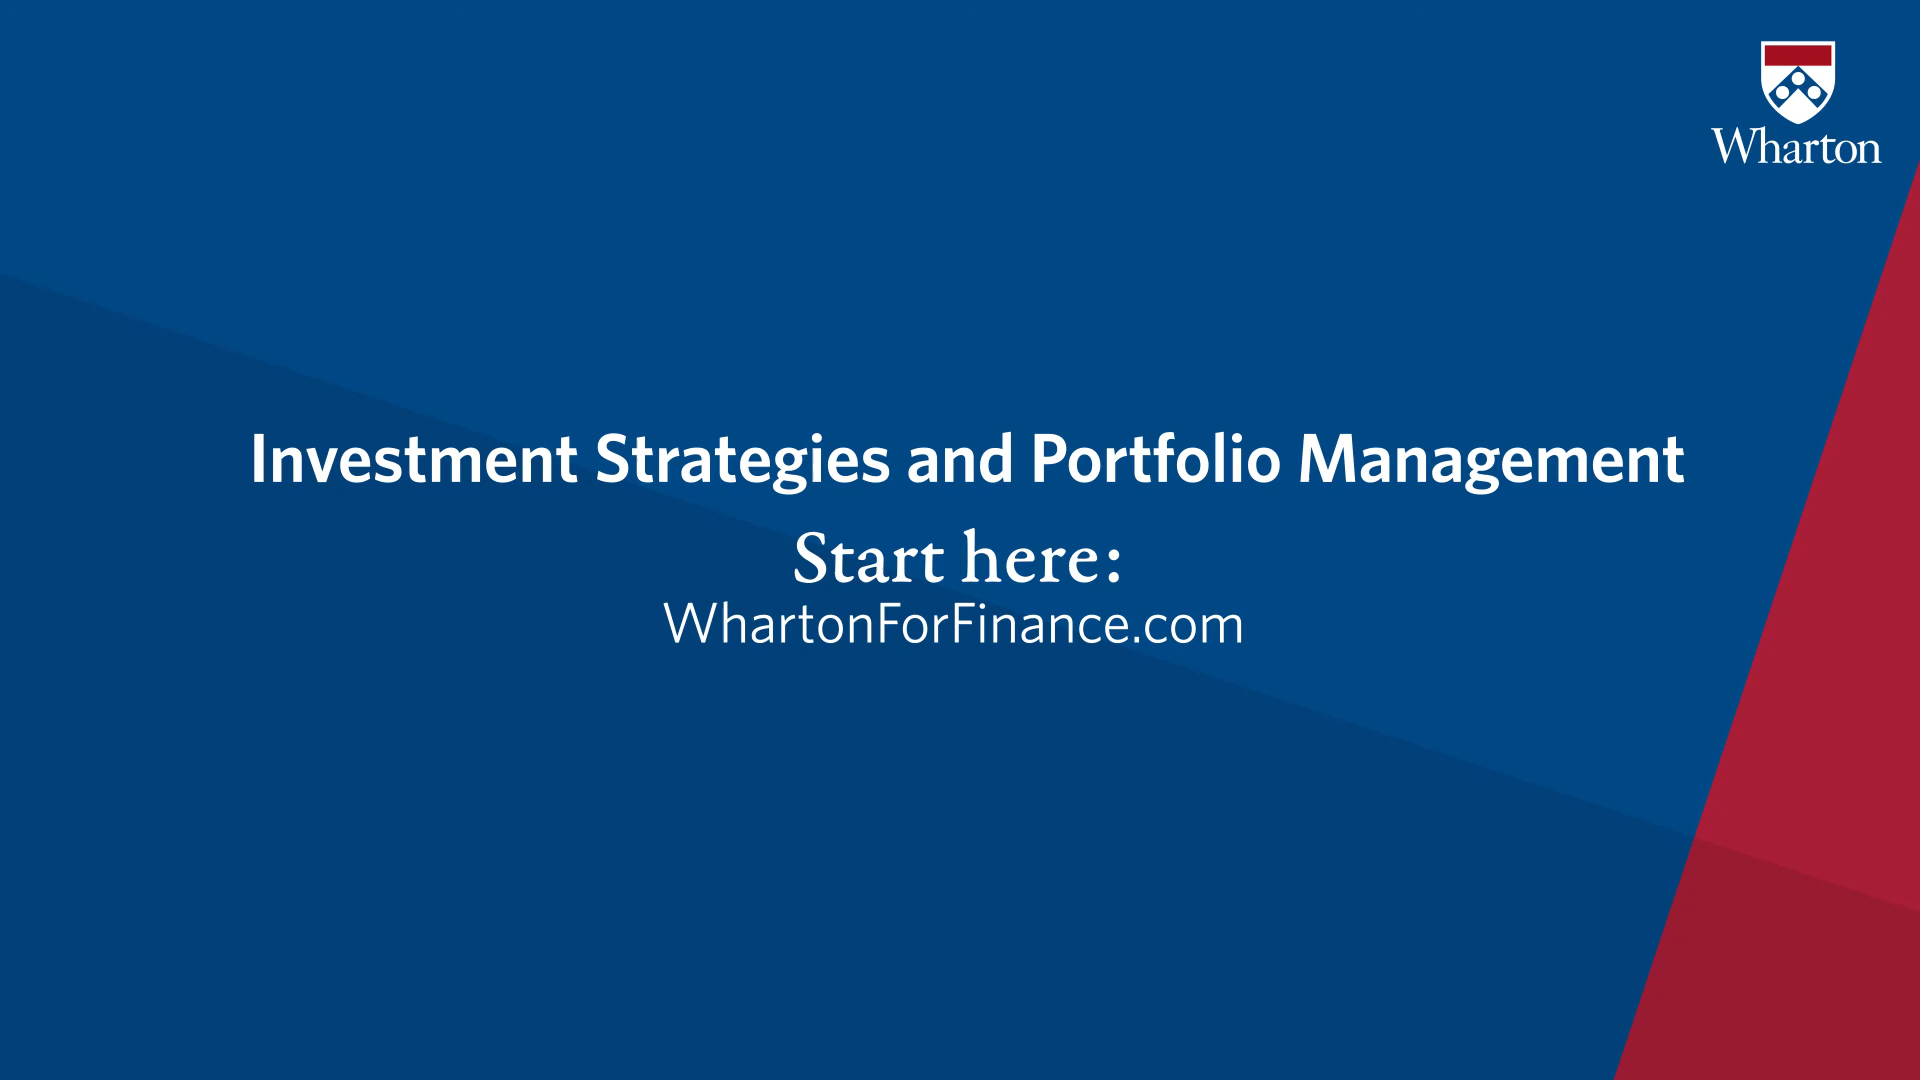 Wharton
Investment Strategies and Portfolio Management
Start here:
WhartonForFinance.com